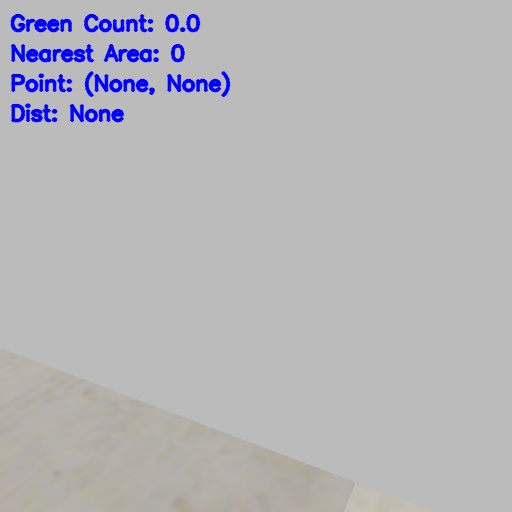 Green Count: 0.0
Nearest Area: 0
Point: (None, None)
Dist: None